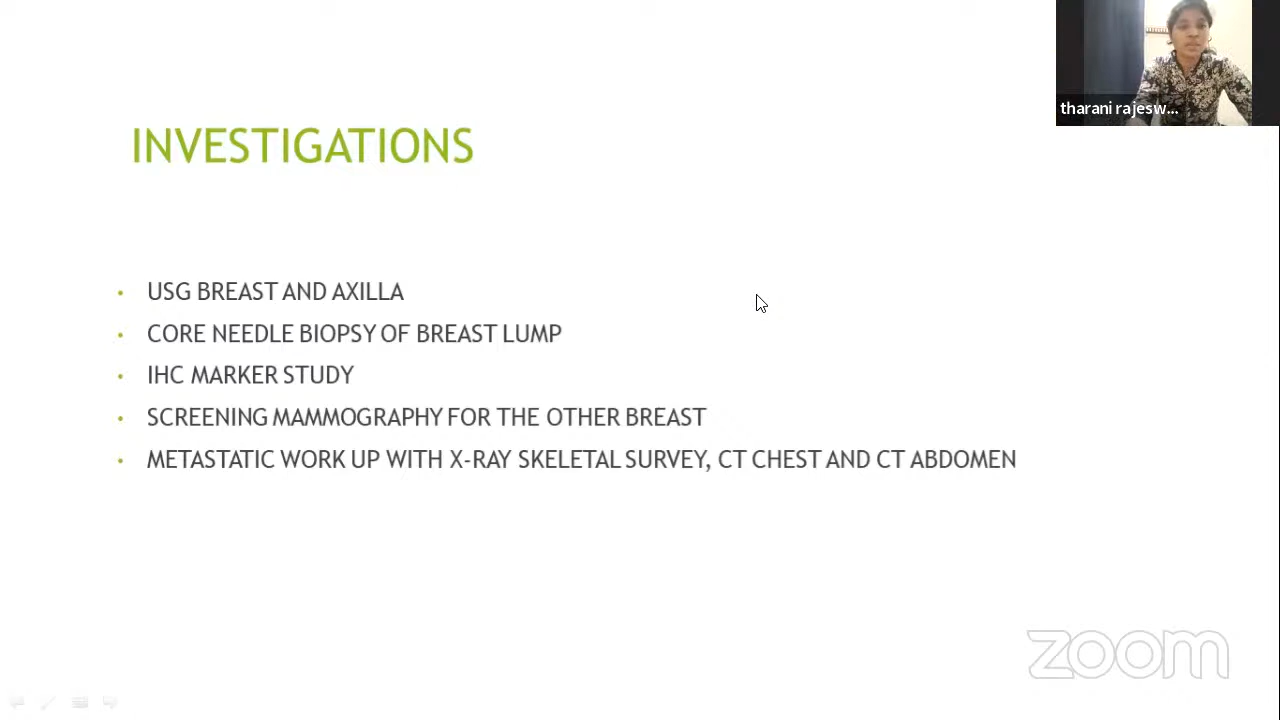 tharani rajesw...
INVESTIGATIONS
• USG BREAST AND AXILLA
• CORE NEEDLE BIOPSY OF BREAST LUMP
• IHC MARKER STUDY
• SCREENING MAMMOGRAPHY FOR THE OTHER BREAST
• METASTATIC WORK UP WITH X-RAY SKELETAL SURVEY, CT CHEST AND CT ABDOMEN
zoom